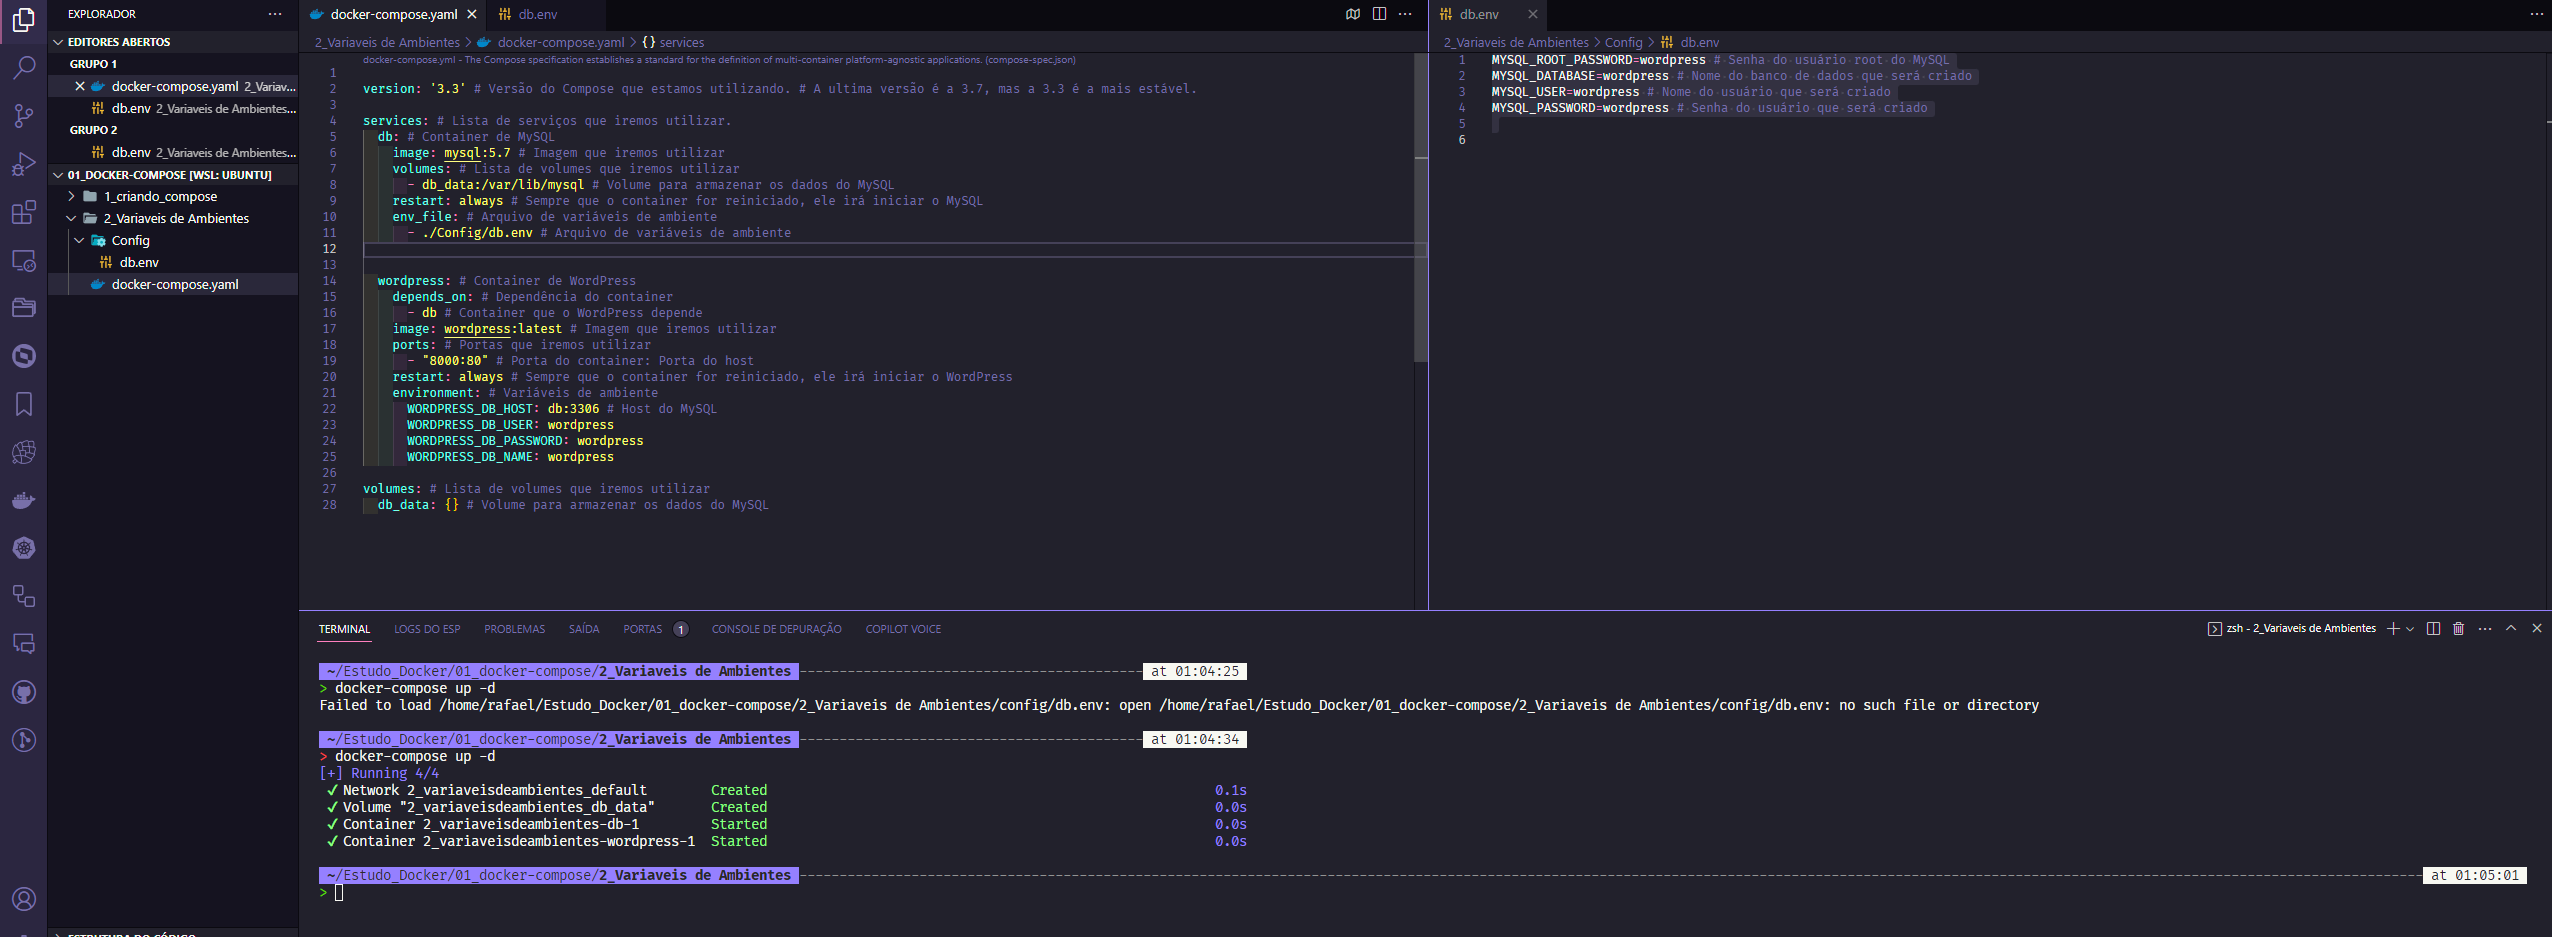 EXPLORADOR
EDITORES ABERTOS
GRUPO 1
docker-compose.yaml 2_Variav...
db.env 2_Variaveis de Ambientes...
GRUPO 2
db.env 2_Variaveis de Ambientes...
01_DOCKER-COMPOSE [WSL: UBUNTU]
1_criando_compose
2_Variaveis de Ambientes
Config
db.env
docker-compose.yaml
docker-compose.yaml
db.env
2_Variaveis de Ambientes > docker-compose.yaml > {} services
docker-compose.yml - The Compose specification establishes a standard for the definition of multi-container platform-agnostic applications. (compose-spec.json)
1
2 version: '3.3' # Versão do Compose que estamos utilizando. # A ultima versão é a 3.7, mas a 3.3 é a mais estável.
3
4 services: # Lista de serviços que iremos utilizar.
5 db: # Container de MySQL
6 image: mysql:5.7 # Imagem que iremos utilizar
7 volumes: # Lista de volumes que iremos utilizar
8 - db_data:/var/lib/mysql # Volume para armazenar os dados do MySQL
9 restart: always # Sempre que o container for reiniciado, ele irá iniciar o MySQL
10 env_file: # Arquivo de variáveis de ambiente
11 - ./Config/db.env # Arquivo de variáveis de ambiente
12
13
14 wordpress: # Container de WordPress
15 depends_on: # Dependência do container
16 - db # Container que o WordPress depende
17 image: wordpress:latest # Imagem que iremos utilizar
18 ports: # Portas que iremos utilizar
19 - "8000:80" # Porta do container: Porta do host
20 restart: always # Sempre que o container for reiniciado, ele irá iniciar o WordPress
21 environment: # Variáveis de ambiente
22 WORDPRESS_DB_HOST: db:3306 # Host do MySQL
23 WORDPRESS_DB_USER: wordpress
24 WORDPRESS_DB_PASSWORD: wordpress
25 WORDPRESS_DB_NAME: wordpress
26
27 volumes: # Lista de volumes que iremos utilizar
28 db_data: {} # Volume para armazenar os dados do MySQL
db.env
2_Variaveis de Ambientes > Config > db.env
1 MYSQL_ROOT_PASSWORD=wordpress # Senha do usuário root do MySQL
2 MYSQL_DATABASE=wordpress # Nome do banco de dados que será criado
3 MYSQL_USER=wordpress # Nome do usuário que será criado
4 MYSQL_PASSWORD=wordpress # Senha do usuário que será criado
5
6
TERMINAL LOGS DO ESP PROBLEMAS SAÍDA PORTAS 1 CONSOLE DE DEPURAÇÃO COPILOT VOICE
zsh - 2_Variaveis de Ambientes
~/Estudo_Docker/01_docker-compose/2_Variaveis de Ambientes at 01:04:25
> docker-compose up -d
Failed to load /home/rafael/Estudo_Docker/01_docker-compose/2_Variaveis de Ambientes/config/db.env: open /home/rafael/Estudo_Docker/01_docker-compose/2_Variaveis de Ambientes/config/db.env: no such file or directory
~/Estudo_Docker/01_docker-compose/2_Variaveis de Ambientes at 01:04:34
> docker-compose up -d
[+] Running 4/4
✔ Network 2_variaveisdeambientes_default Created 0.1s
✔ Volume "2_variaveisdeambientes_db_data" Created 0.0s
✔ Container 2_variaveisdeambientes-db-1 Started 0.0s
✔ Container 2_variaveisdeambientes-wordpress-1 Started 0.0s
~/Estudo_Docker/01_docker-compose/2_Variaveis de Ambientes at 01:05:01
>
ESTRUTURA DO CÓDIGO